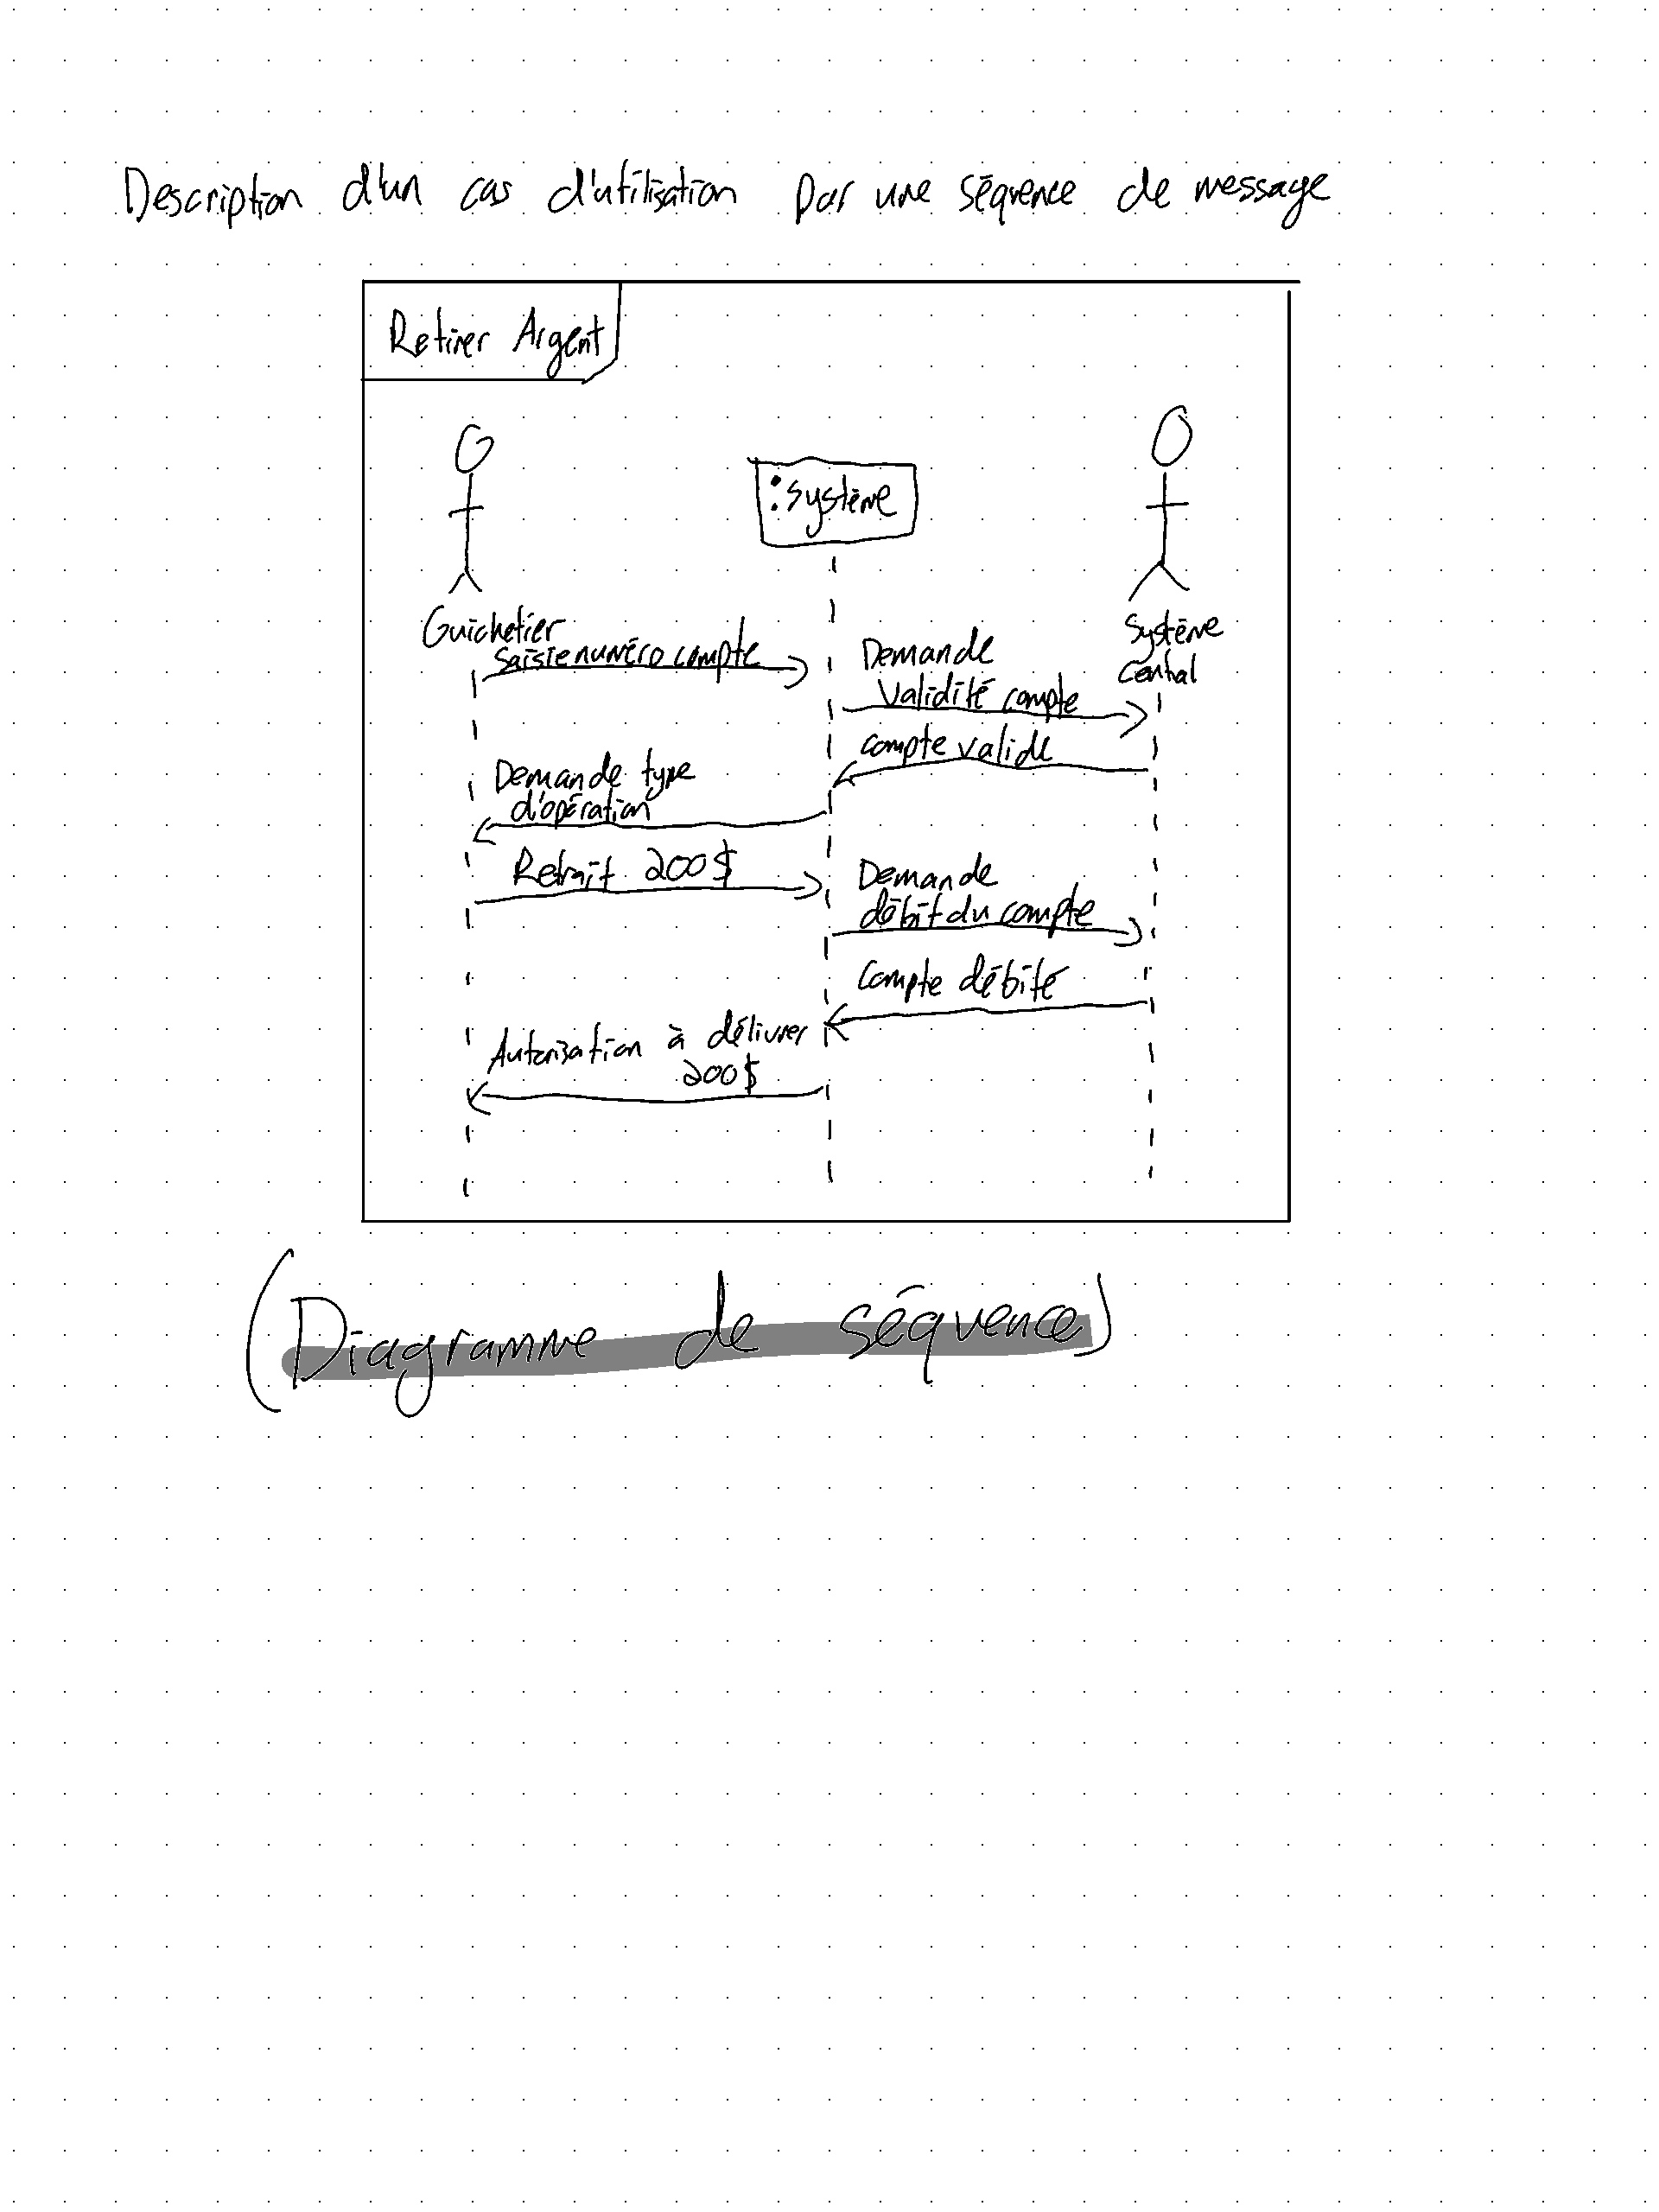 Description d'un cas d'utilisation par une séquence de message
Retirer Argent
:système
Guichetier
Système
central
saisie numéro compte
Demande
validité compte
compte valide
Demande type
d'opération
Retrait 200$
Demande
débit du compte
Compte débité
Autorisation à délivrer
200$
(Diagramme de séquence)